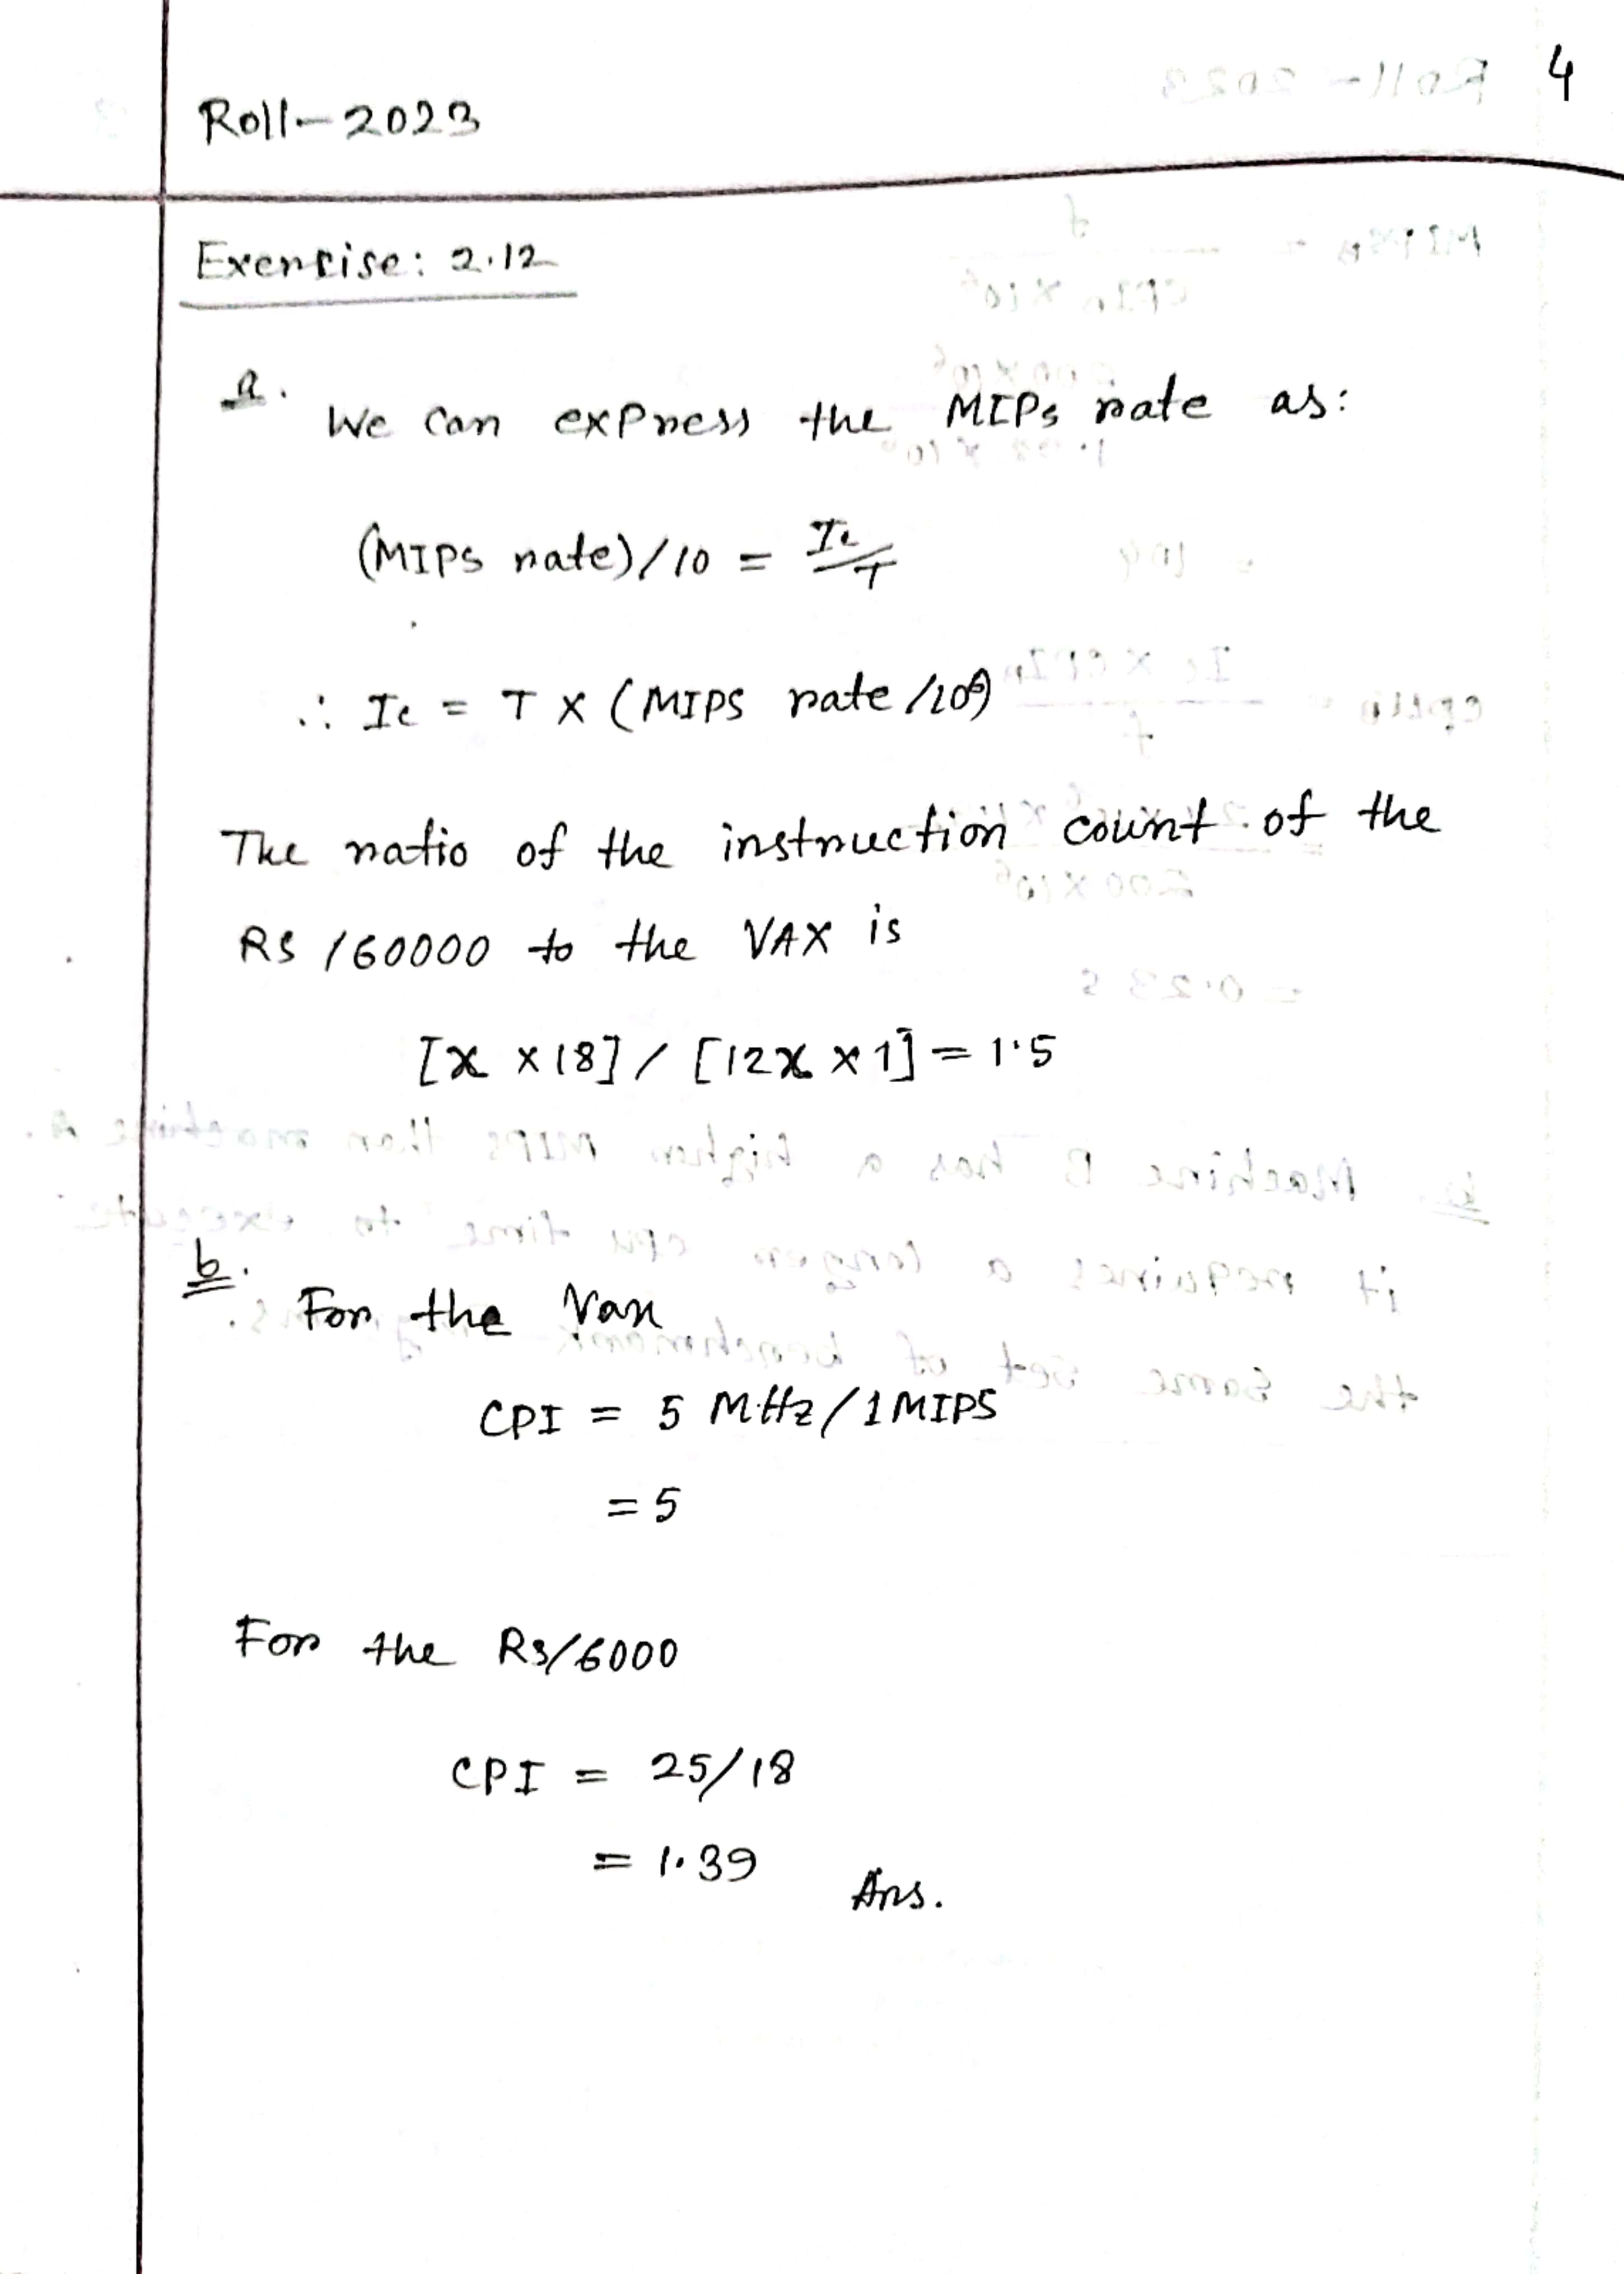 4
Roll-2023
Exercise: 2.12
a.
We can express the MIPs rate as:
(MIPS rate)/10 = Ic/T
∴ Ic = T x (MIPS rate /10⁶)
The ratio of the instruction count of the
RS /60000 to the VAX is
[x x 18] / [12x x 1] = 1.5
b.
For the Vax
CPI = 5 MHz/1MIPS
= 5
For the RS/6000
CPI = 25/18
= 1.39
Ans.